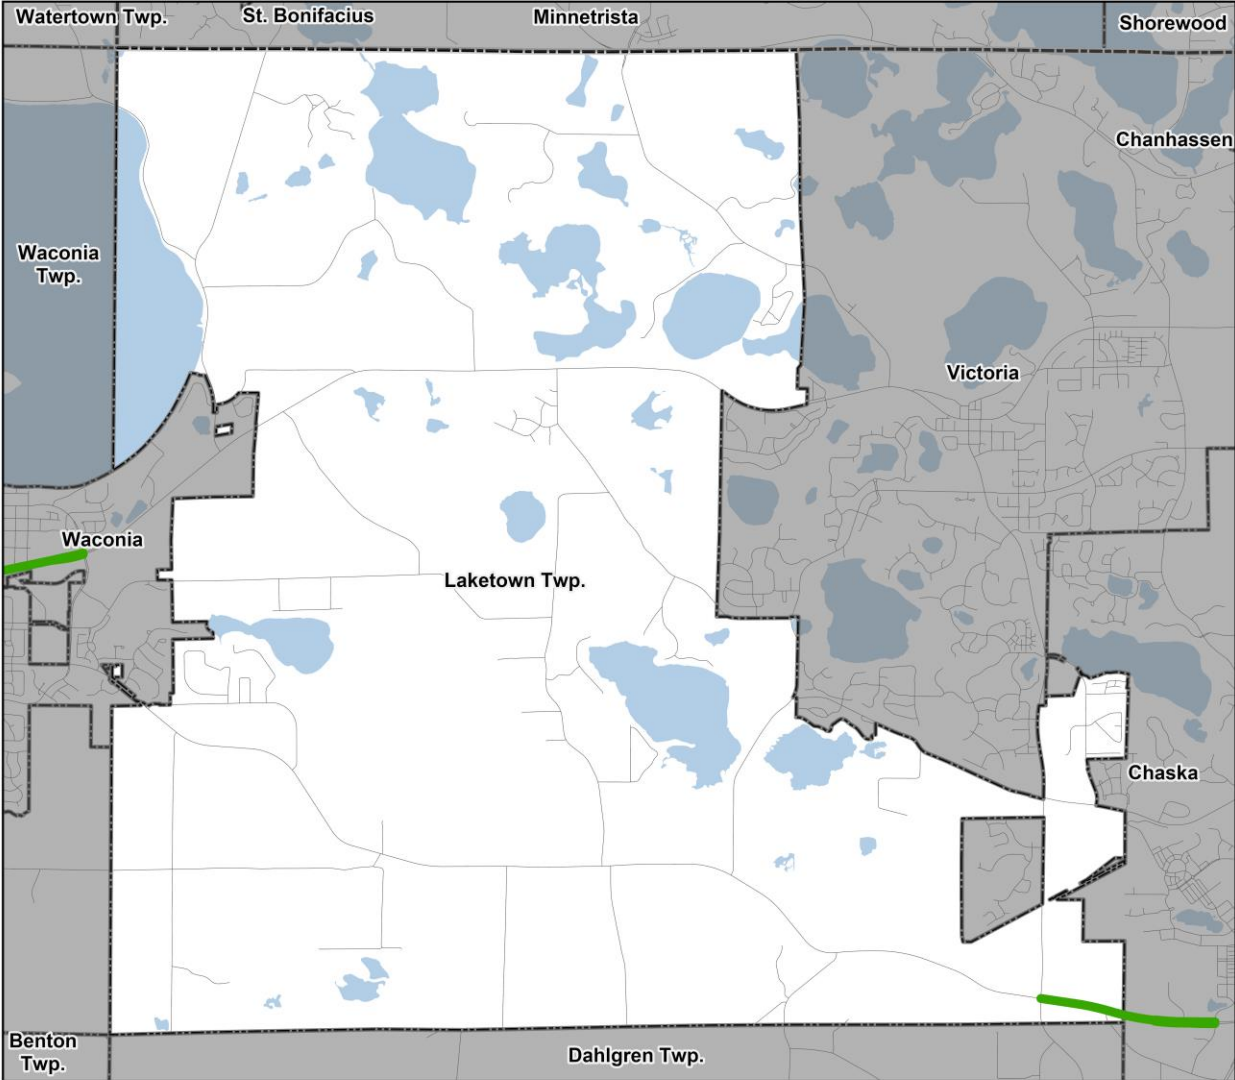 Watertown Twp.
St. Bonifacius
Minnetrista
Shorewood
Chanhassen
Waconia
Twp.
Victoria
Waconia
Laketown Twp.
Chaska
Benton
Twp.
Dahlgren Twp.